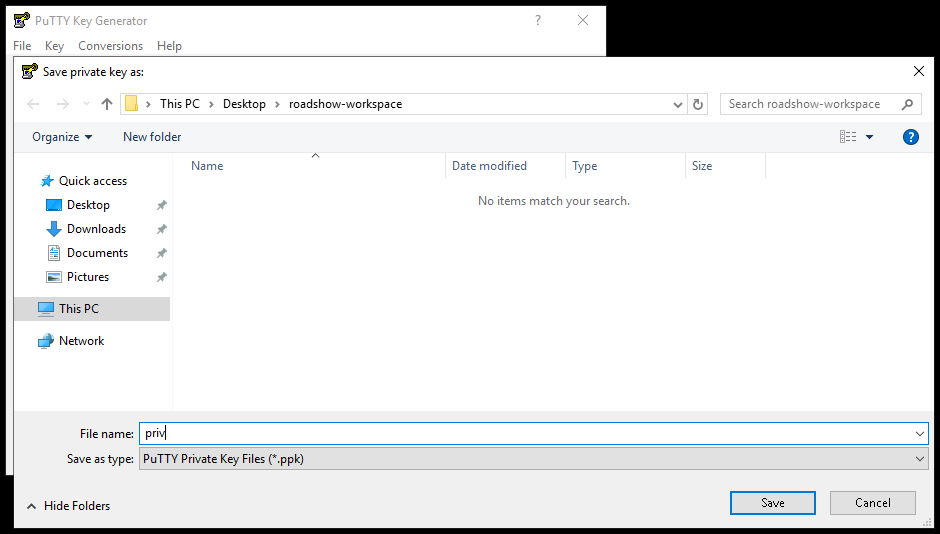 PuTTY Key Generator ?
File Key Conversions Help
Save private key as:
This PC > Desktop > roadshow-workspace
Search roadshow-workspace
Organize New folder ?
Name Date modified Type Size
No items match your search.
Quick access
Desktop
Downloads
Documents
Pictures
This PC
Network
File name: priv
Save as type: PuTTY Private Key Files (*.ppk)
Hide Folders Save Cancel